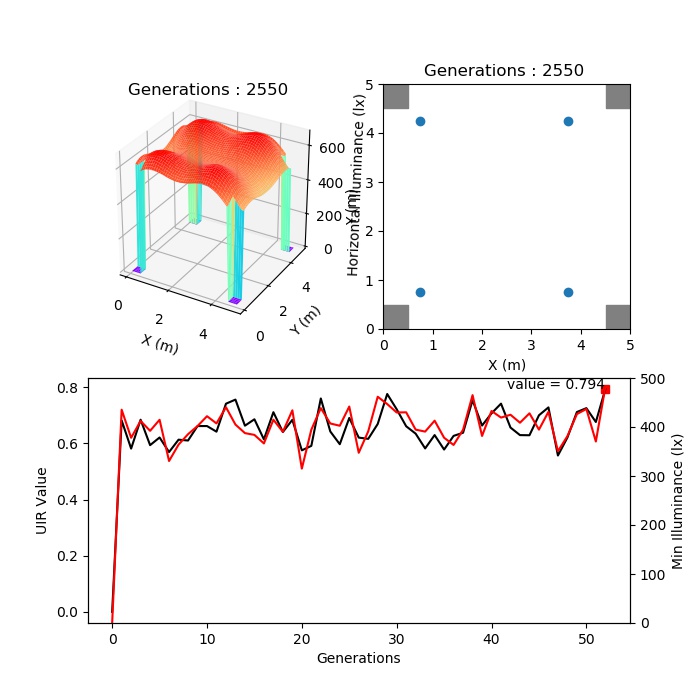 Generations : 2550
600
400
200
0
0
2
4
X (m)
0
2
4
Y (m)
Horizontal Illuminance (lx)
Generations : 2550
Y (m)
5
4
3
2
1
0
0 1 2 3 4 5
X (m)
value = 0.794
UIR Value
0.8
0.6
0.4
0.2
0.0
0 10 20 30 40 50
Generations
500
400
300
200
100
0
Min Illuminance (lx)